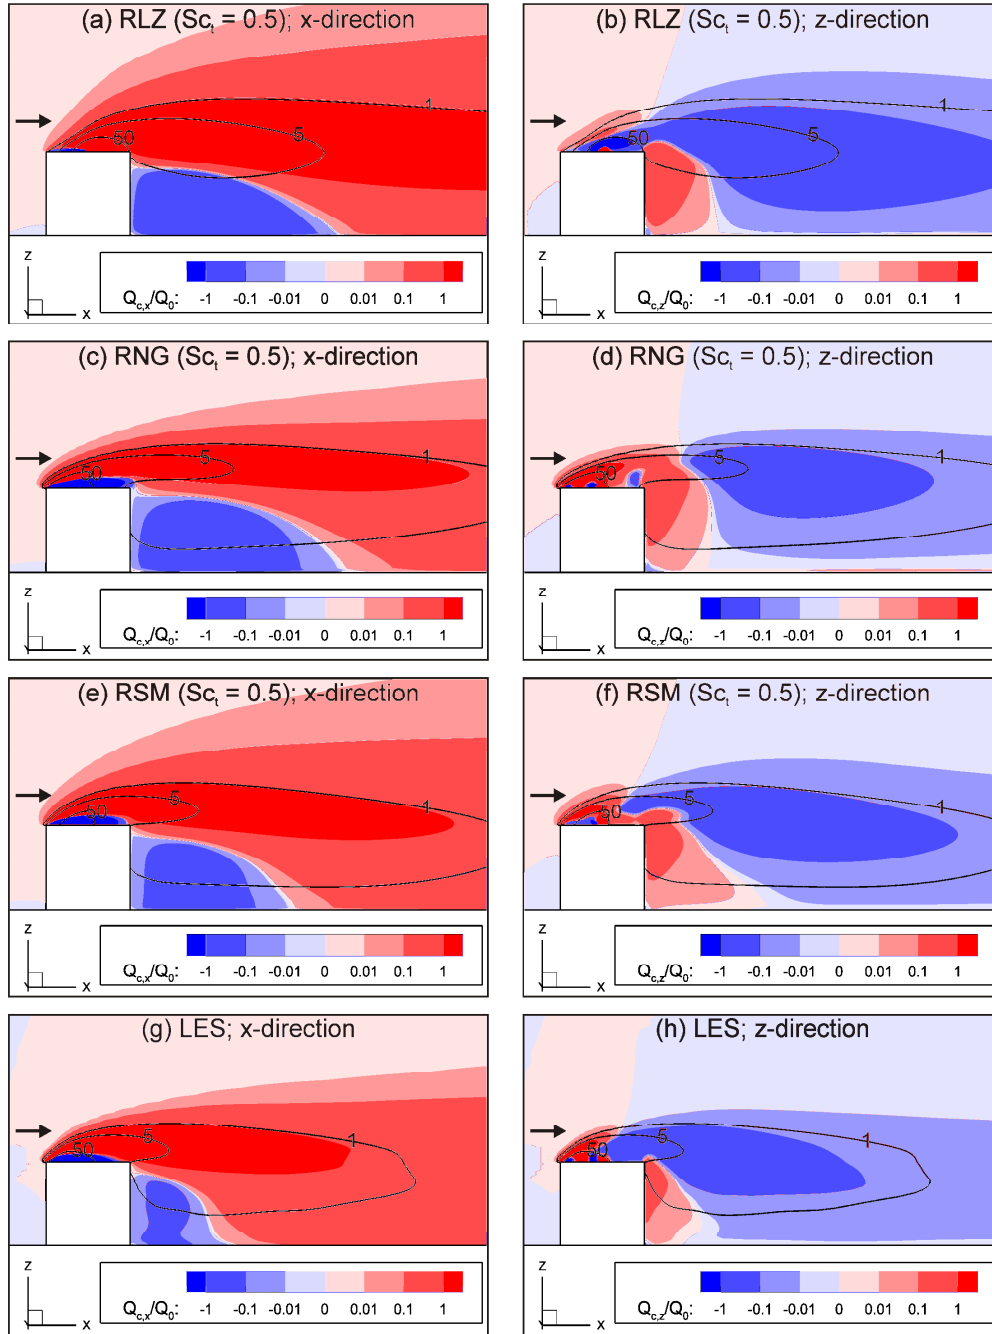 (a) RLZ (Sct = 0.5); x-direction
1
5
50
z
x
Qc,x/Q0:
-1 -0.1 -0.01 0 0.01 0.1 1
(b) RLZ (Sct = 0.5); z-direction
1
5
50
z
x
Qc,z/Q0:
-1 -0.1 -0.01 0 0.01 0.1 1
(c) RNG (Sct = 0.5); x-direction
1
5
50
z
x
Qc,x/Q0:
-1 -0.1 -0.01 0 0.01 0.1 1
(d) RNG (Sct = 0.5); z-direction
1
5
50
z
x
Qc,z/Q0:
-1 -0.1 -0.01 0 0.01 0.1 1
(e) RSM (Sct = 0.5); x-direction
1
5
50
z
x
Qc,x/Q0:
-1 -0.1 -0.01 0 0.01 0.1 1
(f) RSM (Sct = 0.5); z-direction
1
5
50
z
x
Qc,z/Q0:
-1 -0.1 -0.01 0 0.01 0.1 1
(g) LES; x-direction
1
5
50
z
x
Qc,x/Q0:
-1 -0.1 -0.01 0 0.01 0.1 1
(h) LES; z-direction
1
5
50
z
x
Qc,z/Q0:
-1 -0.1 -0.01 0 0.01 0.1 1